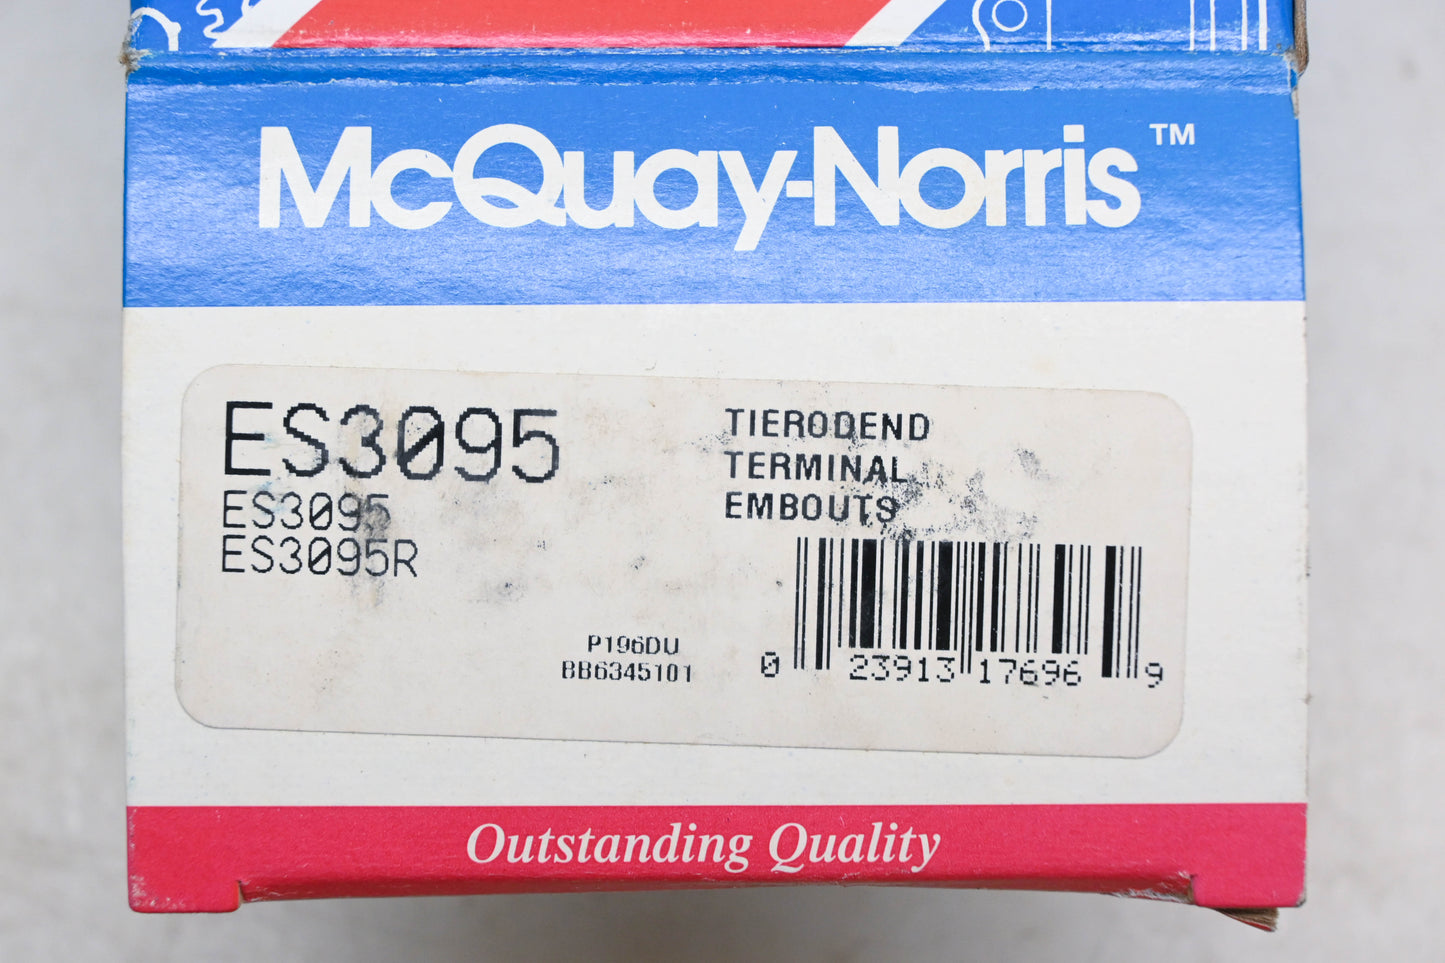 McQuay-Norris™
ES3095
ES3095
ES3095R
TIERODEND
TERMINAL
EMBOUTS
P196DU
BB6345101
0 23913 17696 9
Outstanding Quality